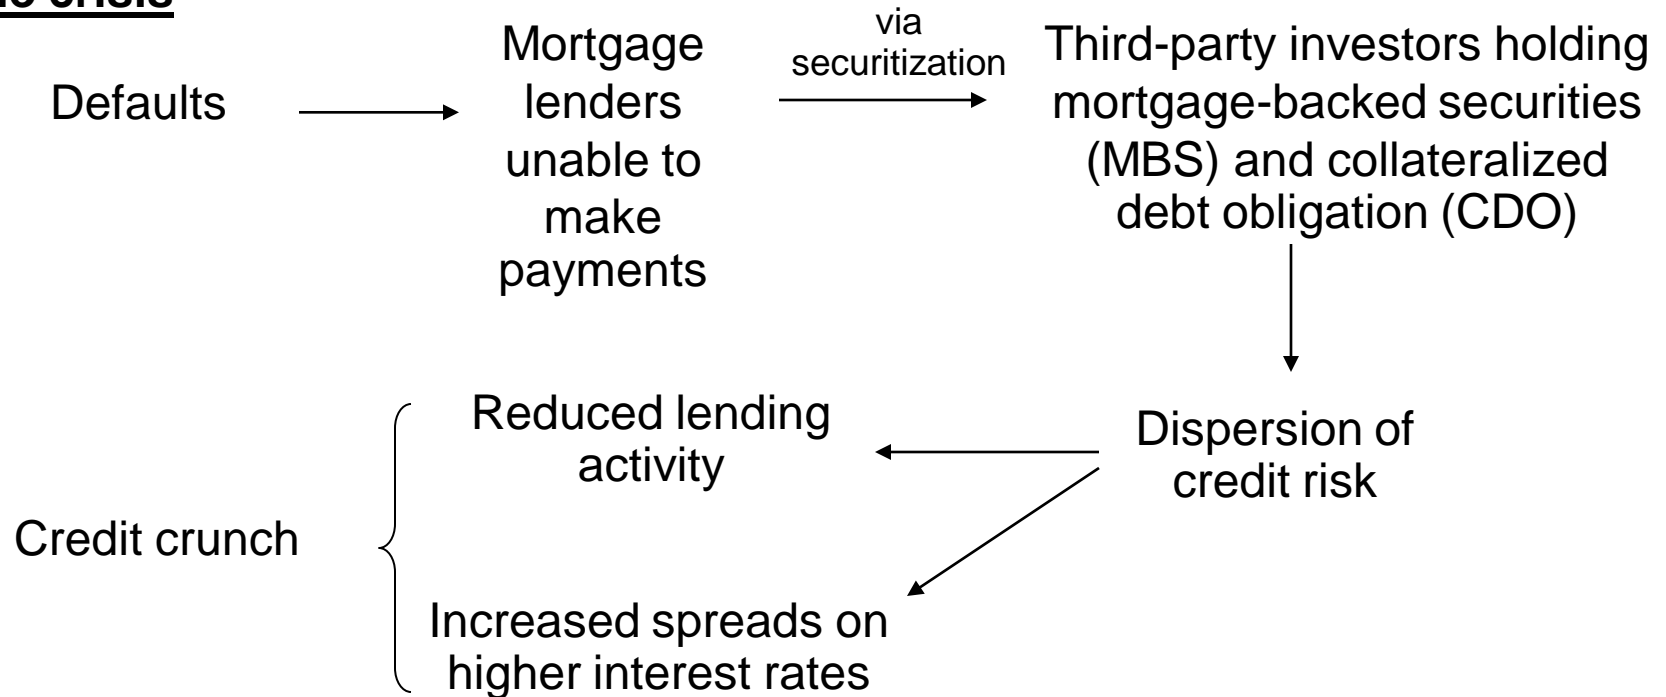 crisis
Defaults
Mortgage
lenders
unable to
make
payments
via
securitization
Third-party investors holding
mortgage-backed securities
(MBS) and collateralized
debt obligation (CDO)
Dispersion of
credit risk
Reduced lending
activity
Increased spreads on
higher interest rates
Credit crunch